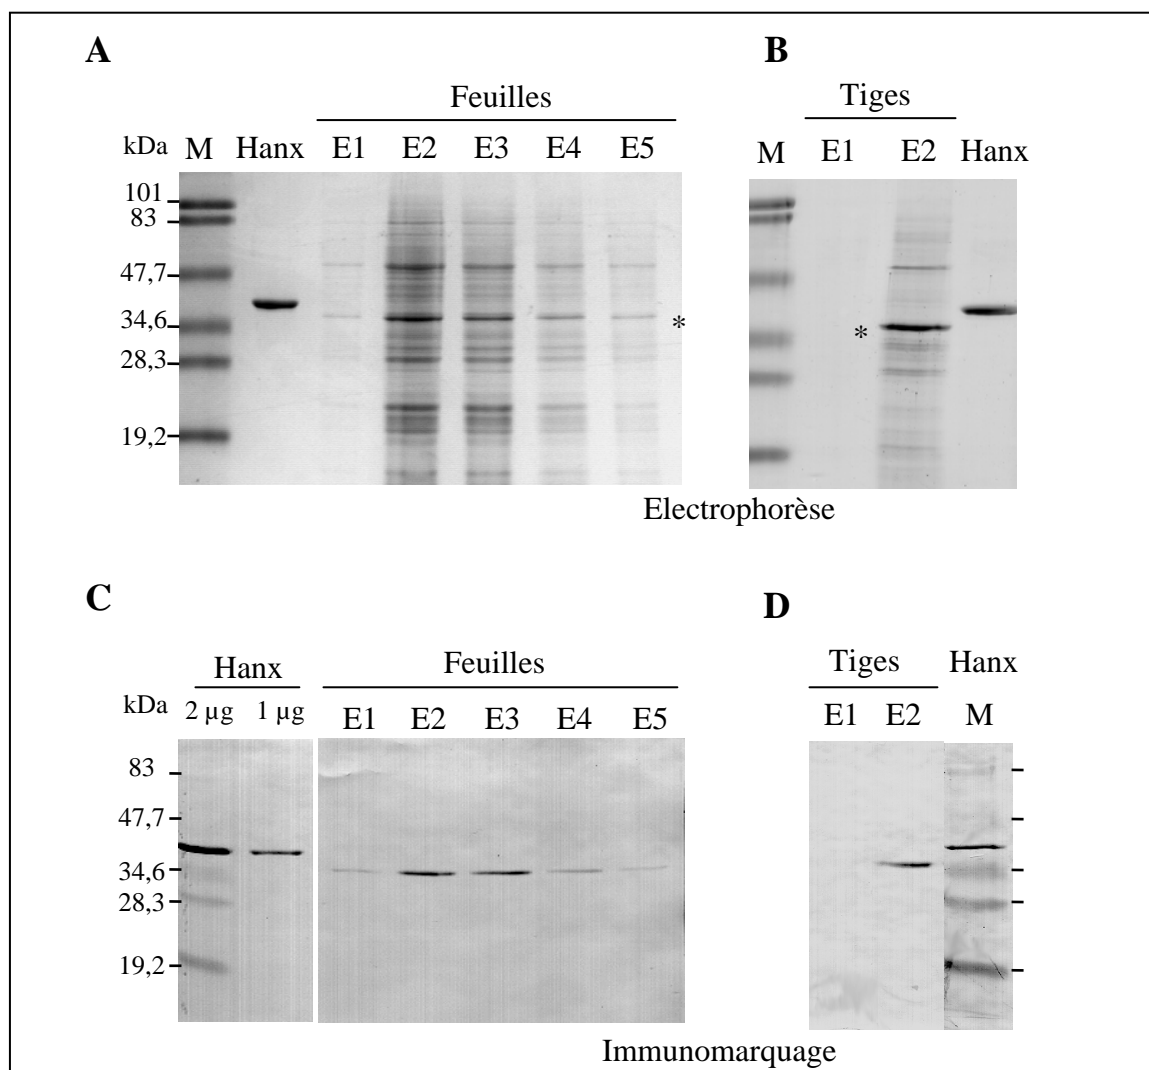 A
B
Feuilles
Tiges
kDa M Hanx E1 E2 E3 E4 E5
M E1 E2 Hanx
101
83
47,7
34,6
28,3
19,2
*
*
Electrophorèse
C
D
Hanx
Feuilles
Tiges
Hanx
kDa 2 µg 1 µg E1 E2 E3 E4 E5
E1 E2 M
83
47,7
34,6
28,3
19,2
Immunomarquage